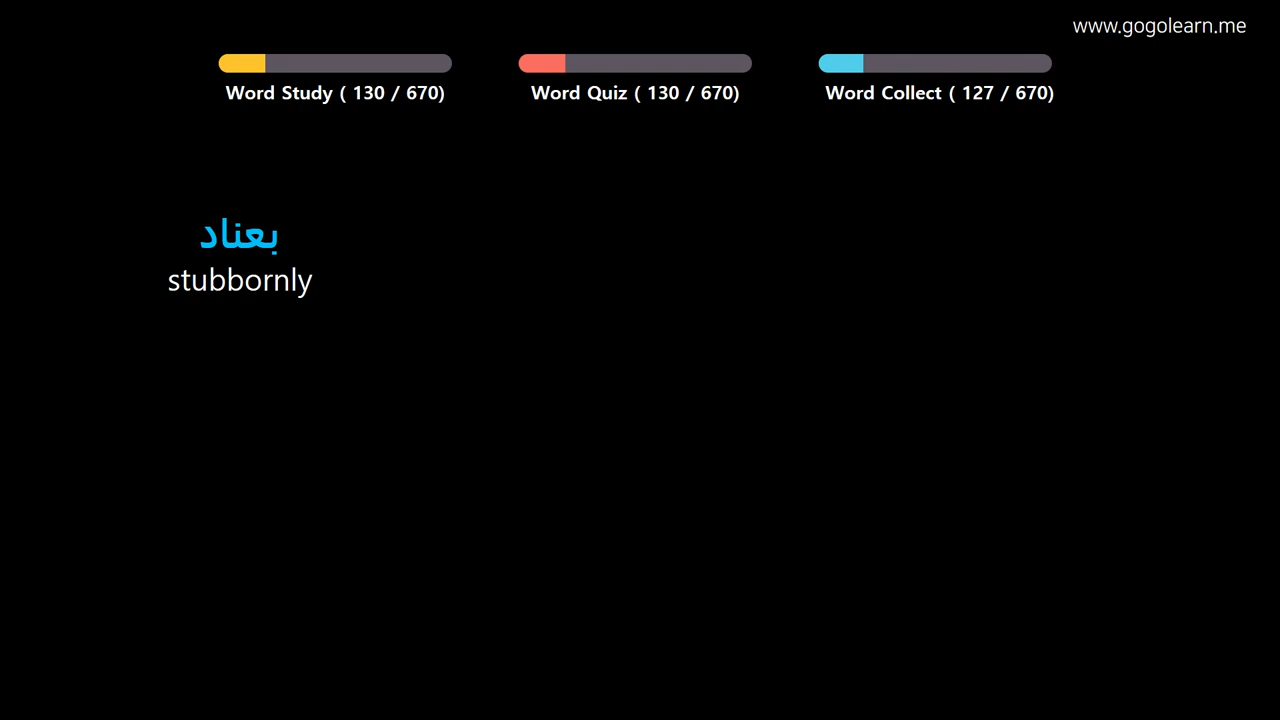 www.gogolearn.me
Word Study ( 130 / 670)
Word Quiz ( 130 / 670)
Word Collect ( 127 / 670)
بعناد
stubbornly